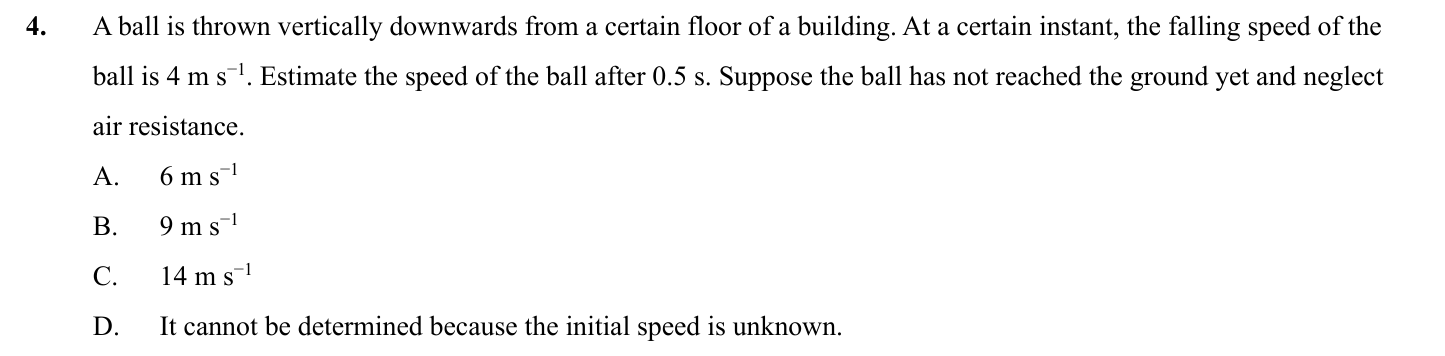 4. A ball is thrown vertically downwards from a certain floor of a building. At a certain instant, the falling speed of the
ball is 4 m s⁻¹. Estimate the speed of the ball after 0.5 s. Suppose the ball has not reached the ground yet and neglect
air resistance.
A. 6 m s⁻¹
B. 9 m s⁻¹
C. 14 m s⁻¹
D. It cannot be determined because the initial speed is unknown.